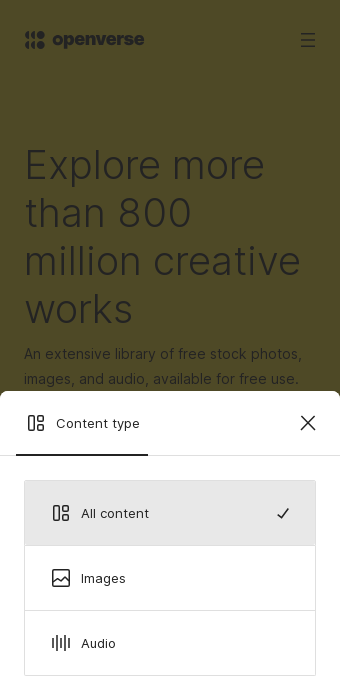 openverse
Explore more
than 800
million creative
works
An extensive library of free stock photos,
images, and audio, available for free use.
Content type
All content
Images
Audio